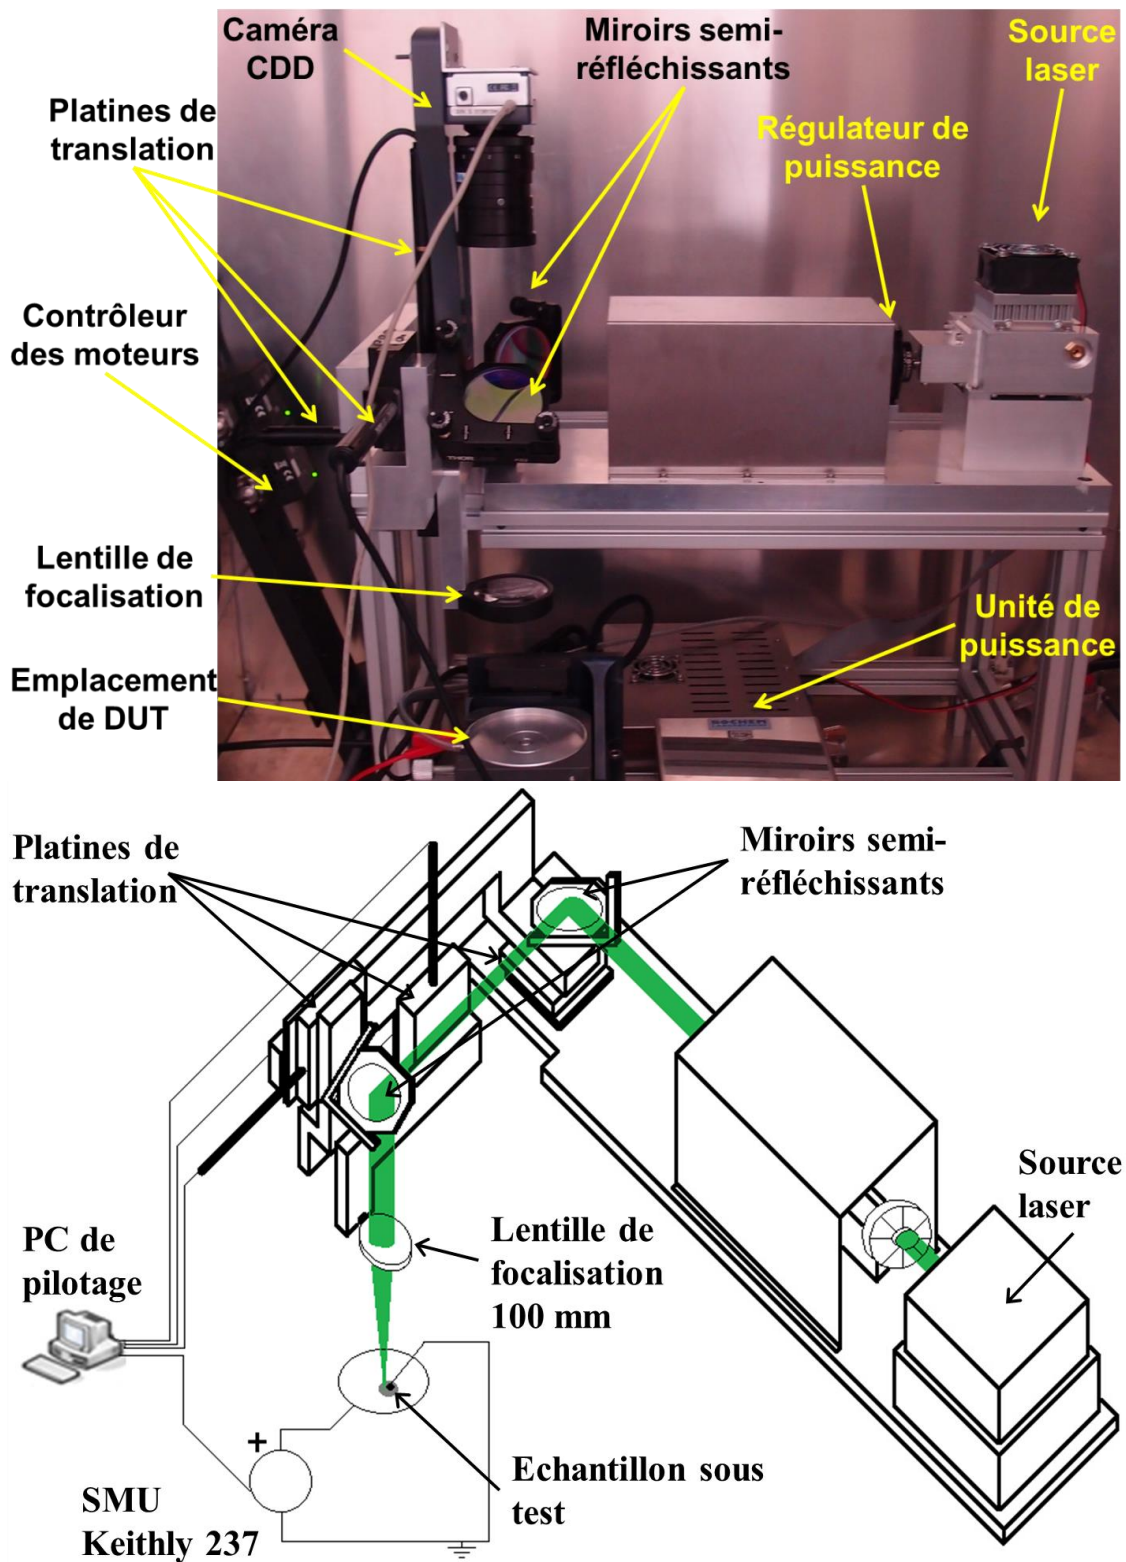 Caméra
CDD
Miroirs semi-
réfléchissants
Source
laser
Platines de
translation
Régulateur de
puissance
Contrôleur
des moteurs
Lentille de
focalisation
Unité de
puissance
Emplacement
de DUT
THOR
Platines de
translation
Miroirs semi-
réfléchissants
Source
laser
PC de
pilotage
Lentille de
focalisation
100 mm
+
Echantillon sous
test
SMU
Keithly 237